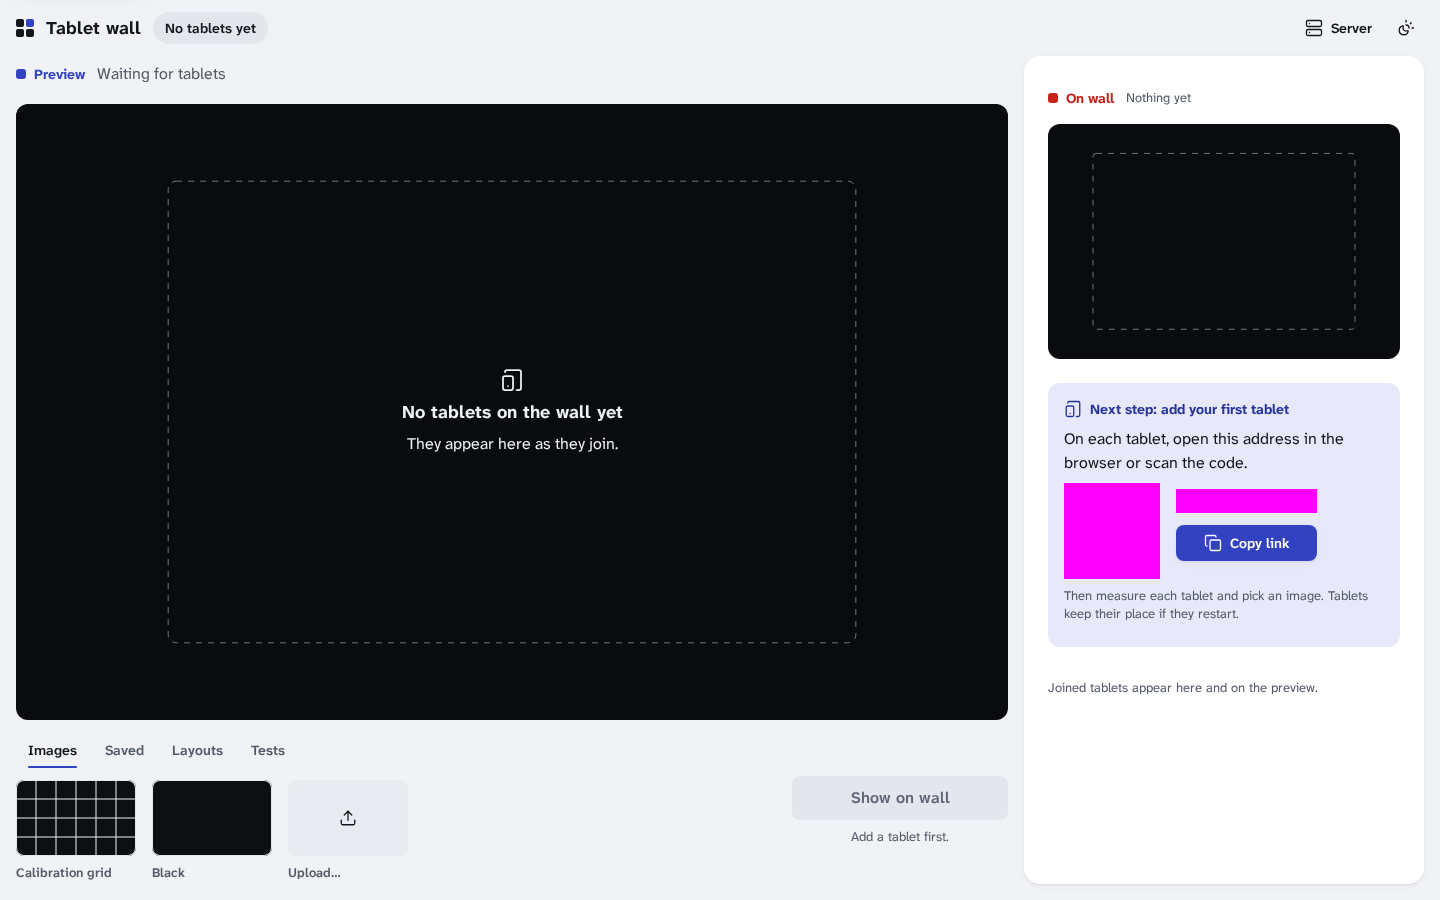 Tablet wall
No tablets yet
Server
Preview
Waiting for tablets
No tablets on the wall yet
They appear here as they join.
Images
Saved
Layouts
Tests
Calibration grid
Black
Upload...
Show on wall
Add a tablet first.
On wall
Nothing yet
Next step: add your first tablet
On each tablet, open this address in the
browser or scan the code.
Copy link
Then measure each tablet and pick an image. Tablets
keep their place if they restart.
Joined tablets appear here and on the preview.